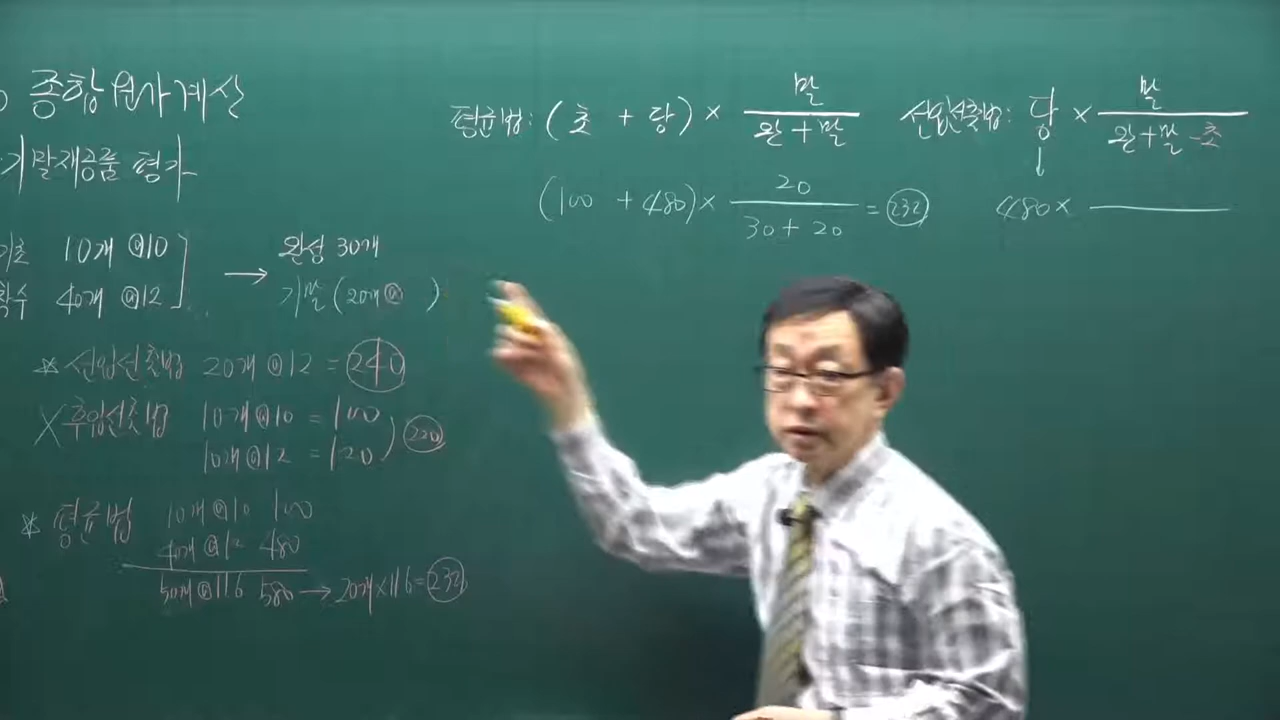 종합원가계산
기말재공품 평가
기초 10개 @10
착수 40개 @12
→ 완성 30개
기말 (20개 @ )
* 선입선출법 20개 @12 = 240
X 후입선출법 10개 @10 = 100
10개 @12 = 120 ) 220
* 평균법 10개 @10 100
40개 @12 480
50개 @11.6 580 → 20개×11.6=232
평균법: (초 + 당) × 말 / 완+말
(100 + 480) × 20 / 30+20 = 232
선입선출법: 당 × 말 / 완+말-초
↓
480×